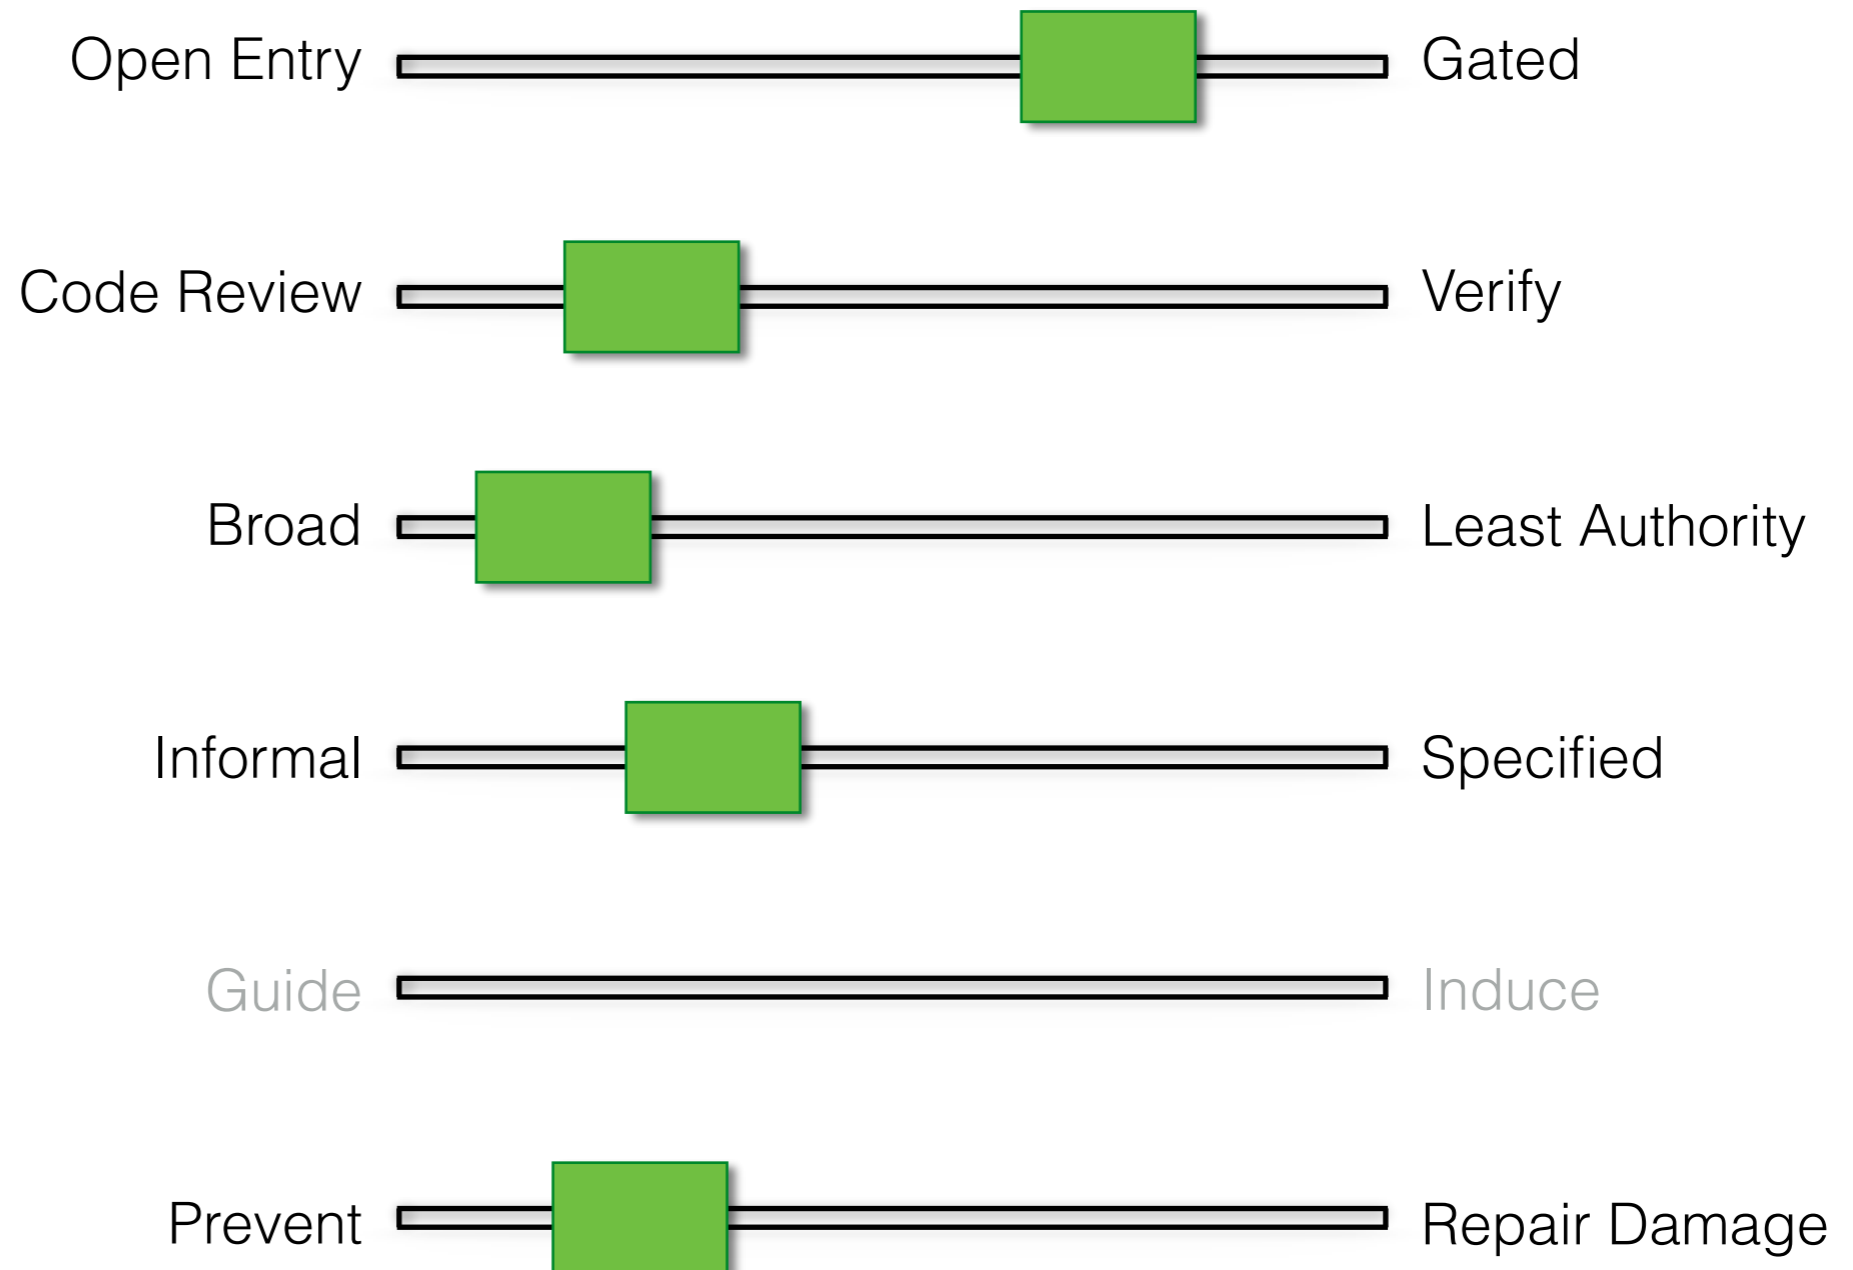 Open Entry Gated
Code Review Verify
Broad Least Authority
Informal Specified
Guide Induce
Prevent Repair Damage